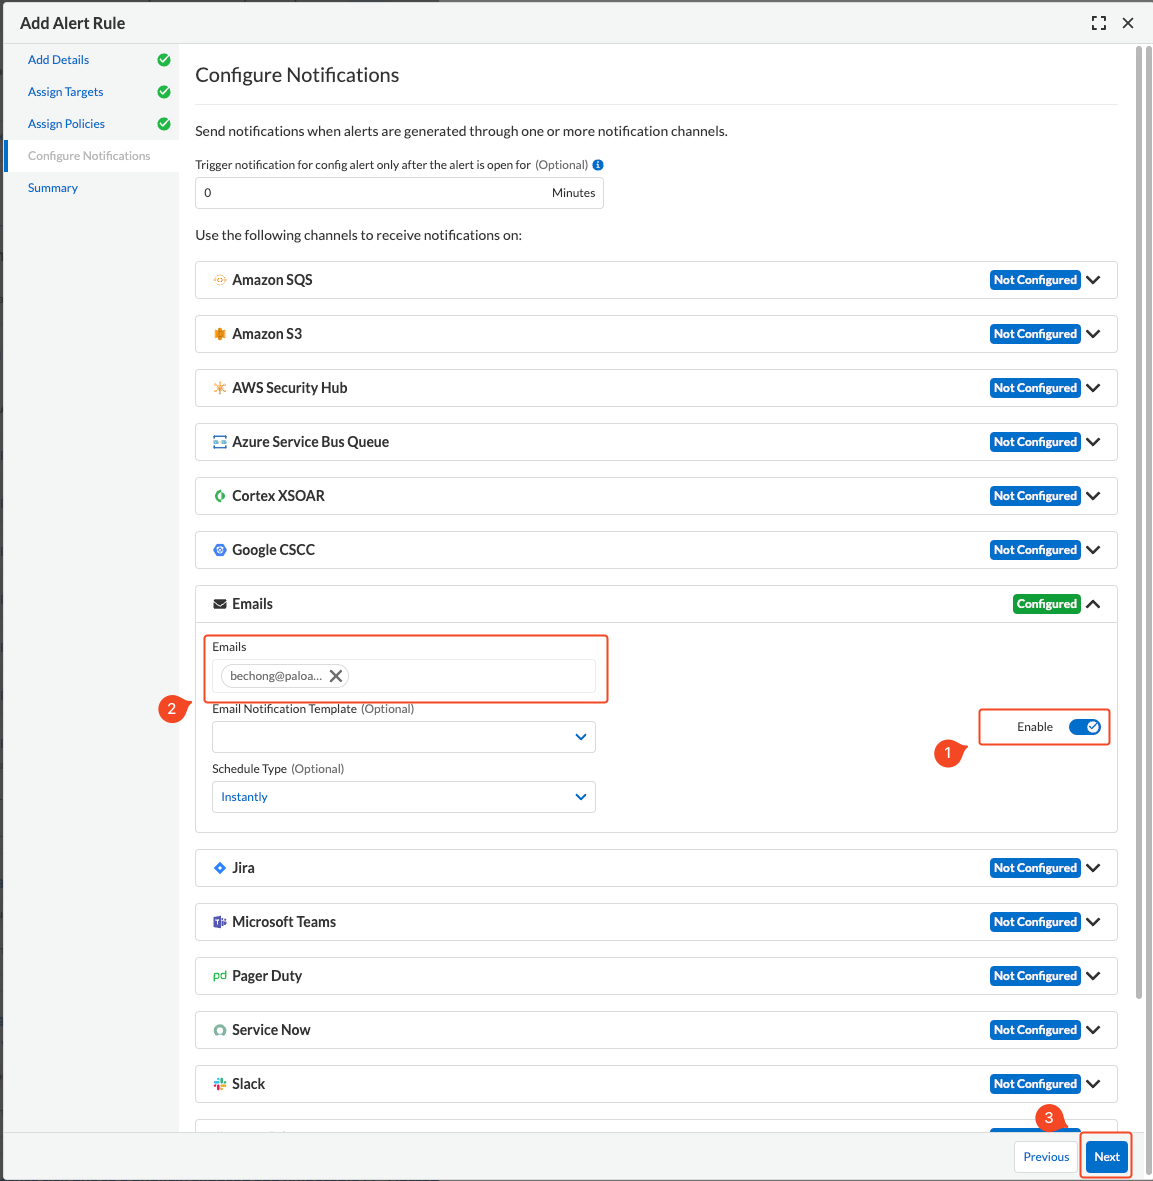 Add Alert Rule
Add Details
Assign Targets
Assign Policies
Configure Notifications
Summary
Configure Notifications
Send notifications when alerts are generated through one or more notification channels.
Trigger notification for config alert only after the alert is open for (Optional)
0 Minutes
Use the following channels to receive notifications on:
Amazon SQS Not Configured
Amazon S3 Not Configured
AWS Security Hub Not Configured
Azure Service Bus Queue Not Configured
Cortex XSOAR Not Configured
Google CSCC Not Configured
Emails Configured
Emails
bechong@paloa...
2
Email Notification Template (Optional)
Enable
1
Schedule Type (Optional)
Instantly
Jira Not Configured
Microsoft Teams Not Configured
pd Pager Duty Not Configured
Service Now Not Configured
Slack Not Configured
3
Previous Next